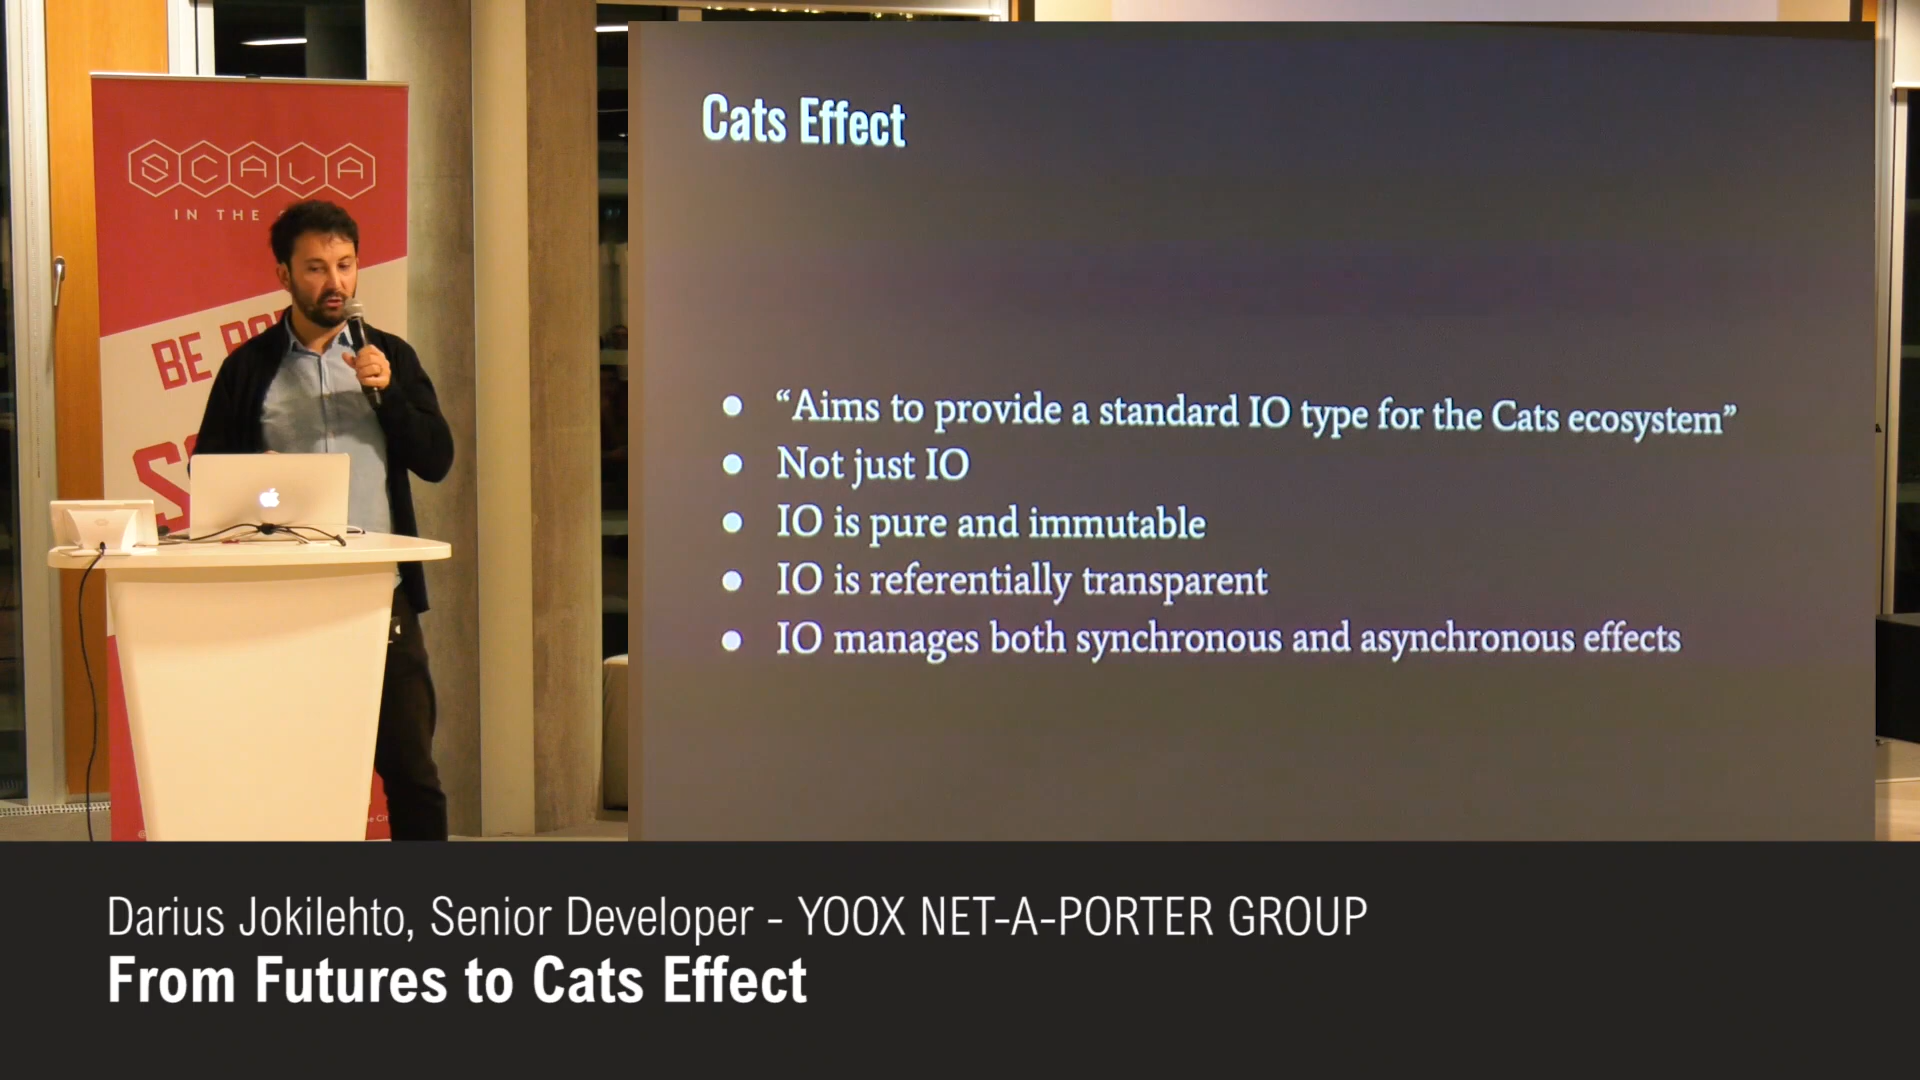 SCALA
IN THE
BE
Cats Effect
● “Aims to provide a standard IO type for the Cats ecosystem”
● Not just IO
● IO is pure and immutable
● IO is referentially transparent
● IO manages both synchronous and asynchronous effects
Darius Jokilehto, Senior Developer - YOOX NET-A-PORTER GROUP
From Futures to Cats Effect